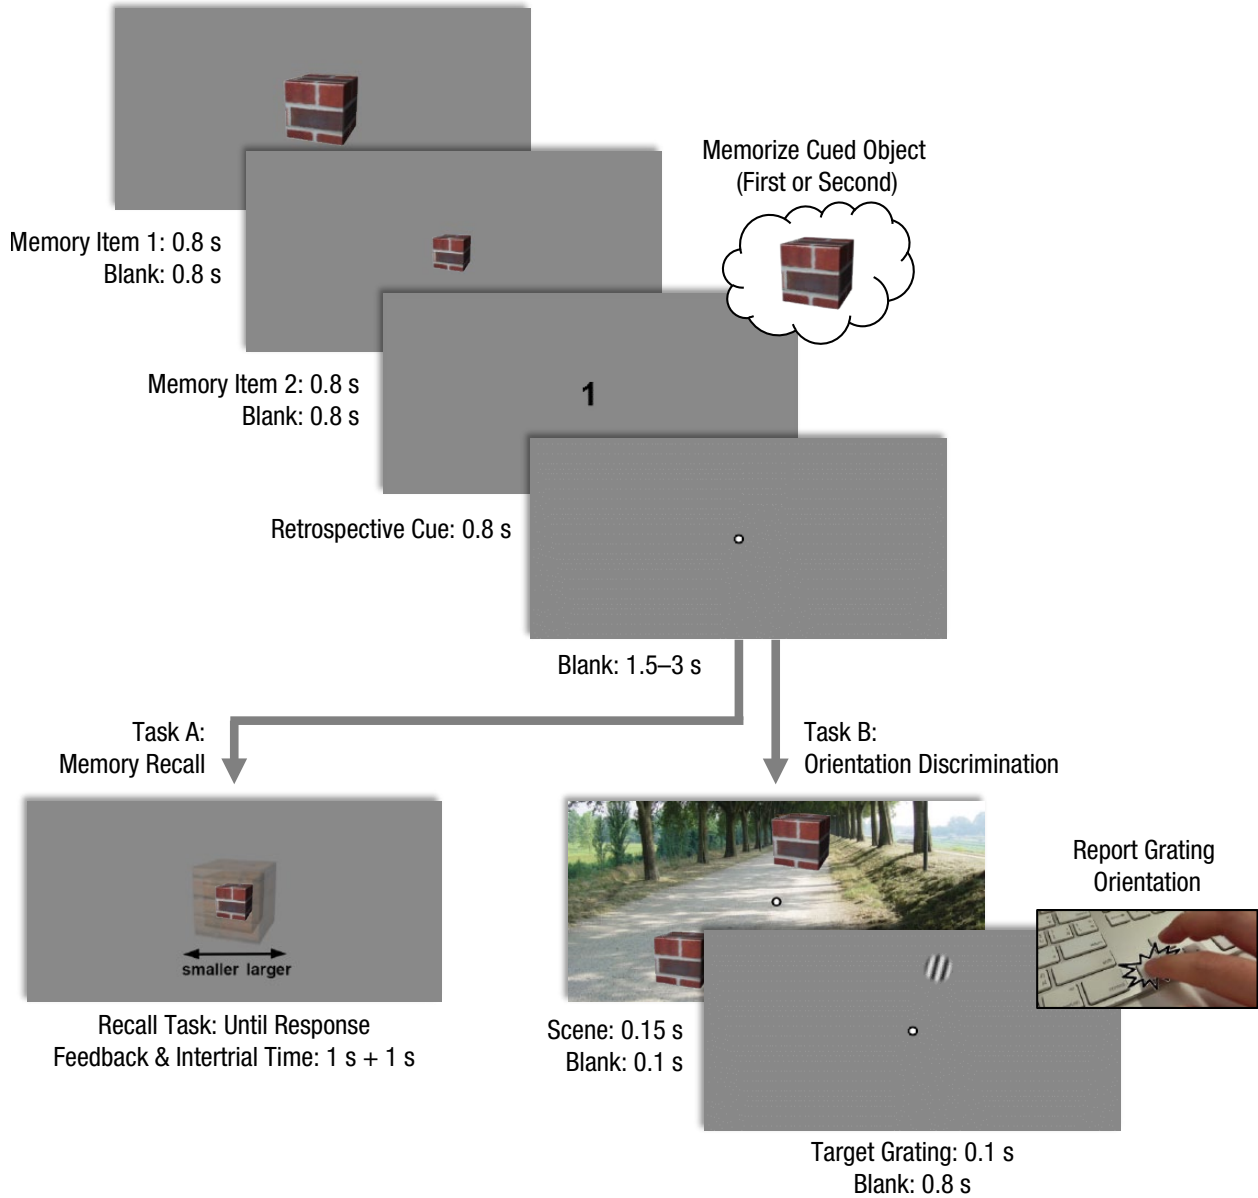 Memorize Cued Object
(First or Second)
Memory Item 1: 0.8 s
Blank: 0.8 s
Memory Item 2: 0.8 s
Blank: 0.8 s
1
Retrospective Cue: 0.8 s
Blank: 1.5–3 s
Task A:
Memory Recall
Task B:
Orientation Discrimination
smaller larger
Recall Task: Until Response
Feedback & Intertrial Time: 1 s + 1 s
Report Grating
Orientation
Scene: 0.15 s
Blank: 0.1 s
Target Grating: 0.1 s
Blank: 0.8 s